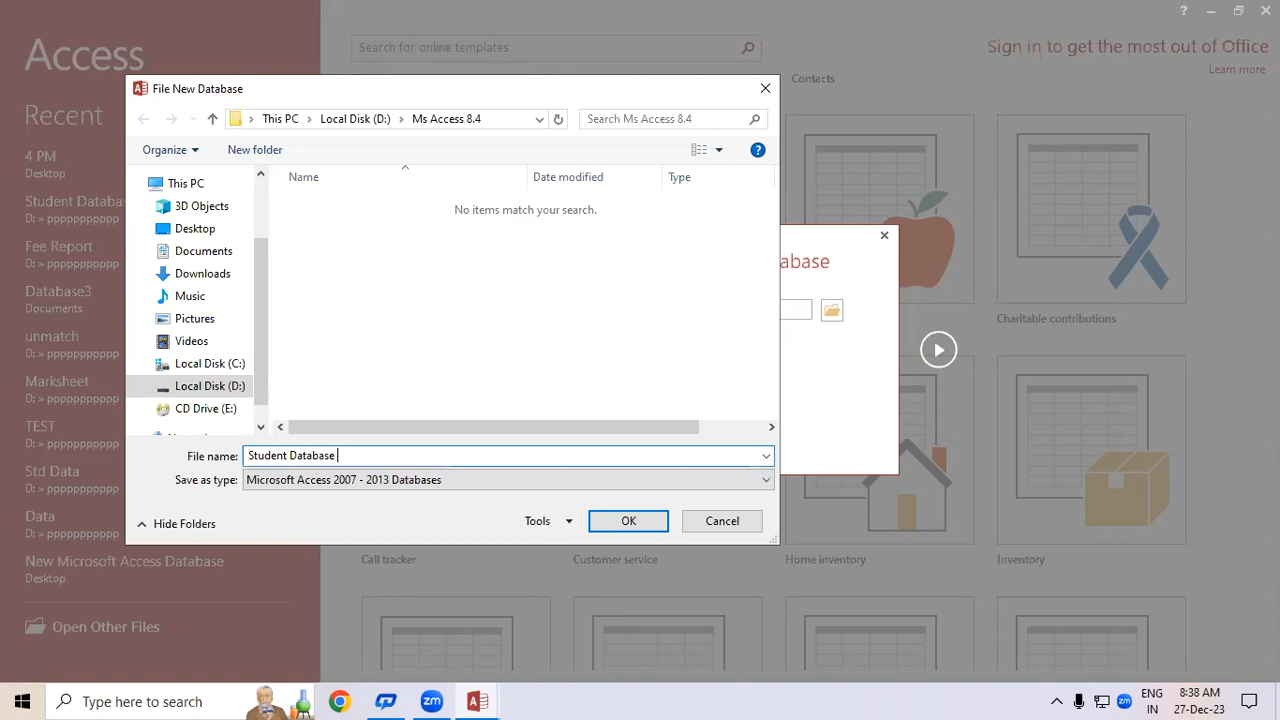 Access
Search for online templates
?
Sign in to get the most out of Office
Learn more
Contacts
Recent
4 PM
Desktop
Student Databa
D: » ppppppppppp
Fee Report
D: » ppppppppppp
Database3
Documents
unmatch
D: » ppppppppppp
Marksheet
D: » ppppppppppp
TEST
D: » ppppppppppp
Std Data
D: » ppppppppppp
Data
D: » ppppppppppp
New Microsoft Access Database
Desktop
Open Other Files
File New Database
This PC > Local Disk (D:) > Ms Access 8.4
Search Ms Access 8.4
Organize
New folder
Name
Date modified
Type
No items match your search.
This PC
3D Objects
Desktop
Documents
Downloads
Music
Pictures
Videos
Local Disk (C:)
Local Disk (D:)
CD Drive (E:)
File name: Student Database
Save as type: Microsoft Access 2007 - 2013 Databases
Hide Folders
Tools
OK
Cancel
abase
Charitable contributions
Call tracker
Customer service
Home inventory
Inventory
Type here to search
zm
zm
ENG
IN
8:38 AM
27-Dec-23